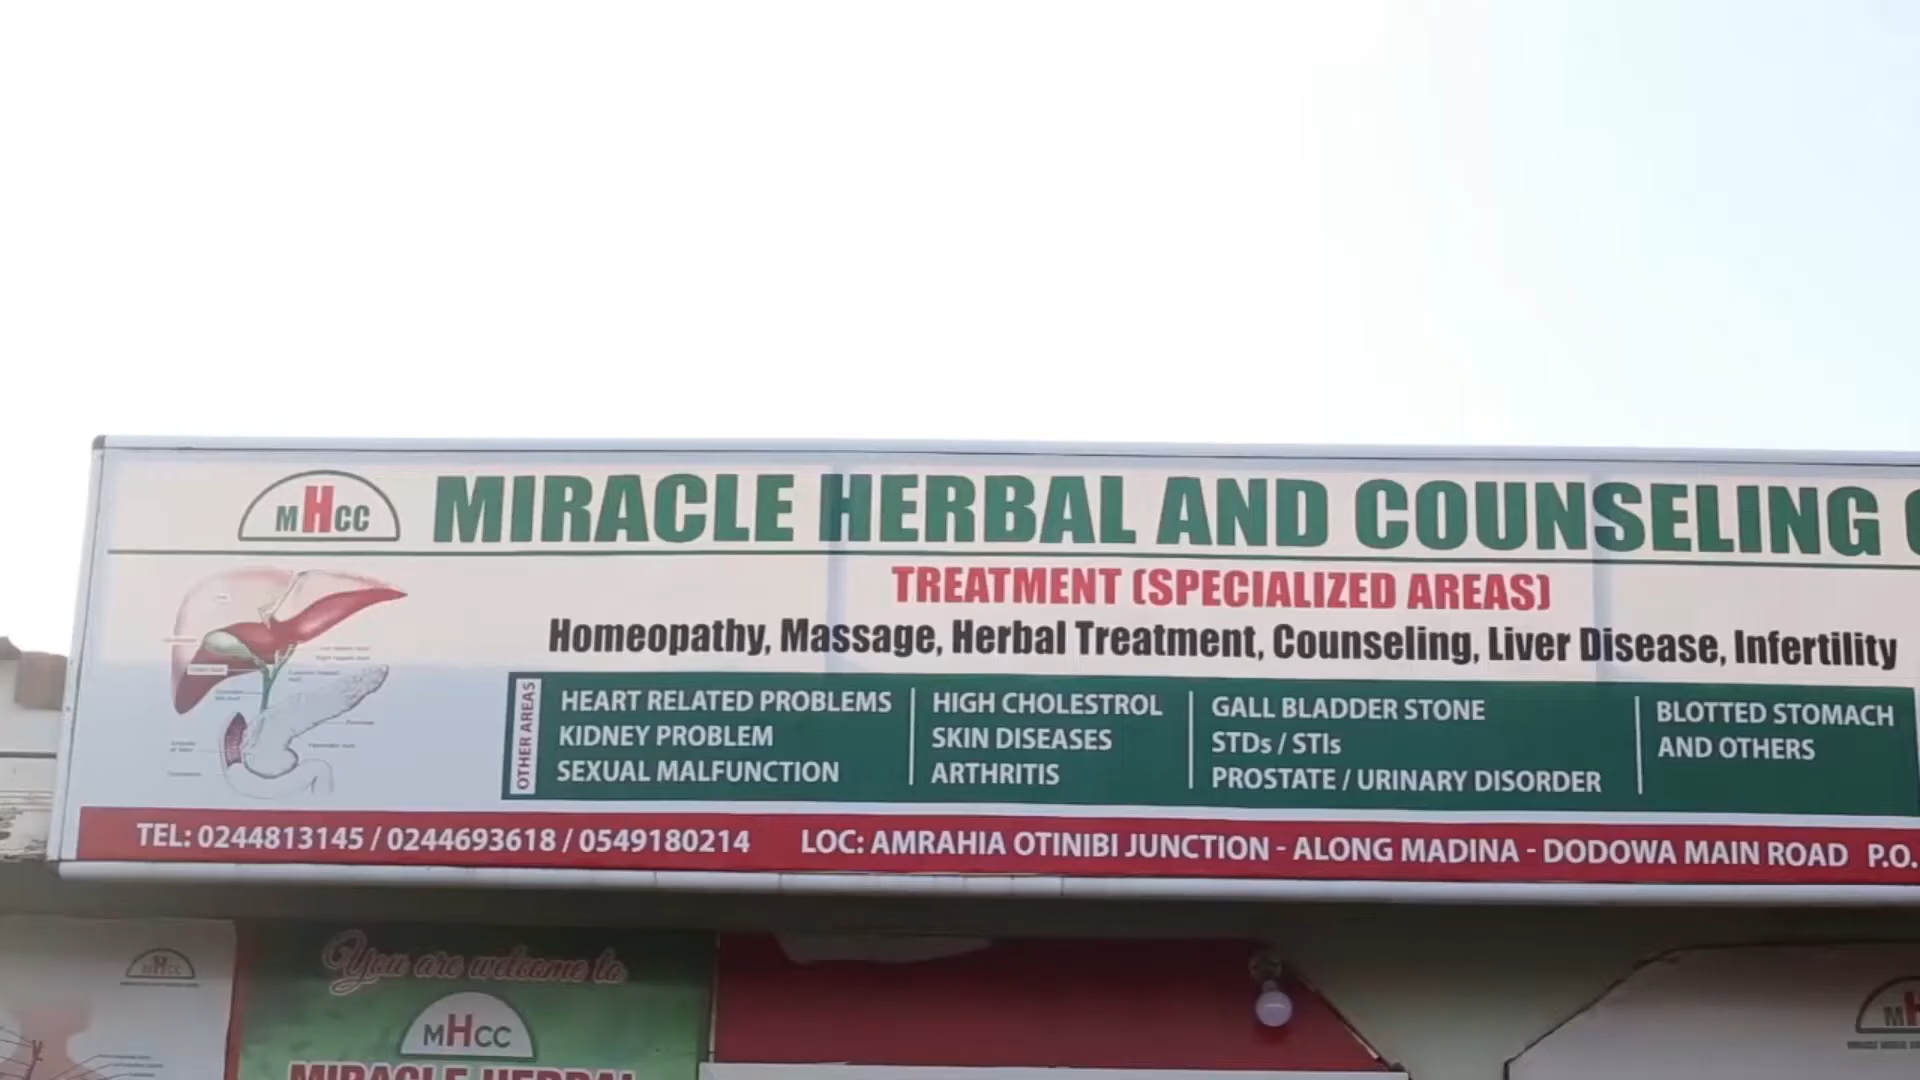 MHCC
MIRACLE HERBAL AND COUNSELING
TREATMENT (SPECIALIZED AREAS)
Homeopathy, Massage, Herbal Treatment, Counseling, Liver Disease, Infertility
OTHER AREAS
HEART RELATED PROBLEMS
KIDNEY PROBLEM
SEXUAL MALFUNCTION
HIGH CHOLESTROL
SKIN DISEASES
ARTHRITIS
GALL BLADDER STONE
STDs / STIs
PROSTATE / URINARY DISORDER
BLOTTED STOMACH
AND OTHERS
TEL: 0244813145 / 0244693618 / 0549180214 LOC: AMRAHIA OTINIBI JUNCTION - ALONG MADINA - DODOWA MAIN ROAD P.O.
MHCC
You are welcome to
MHCC
MIRACLE HERBAL